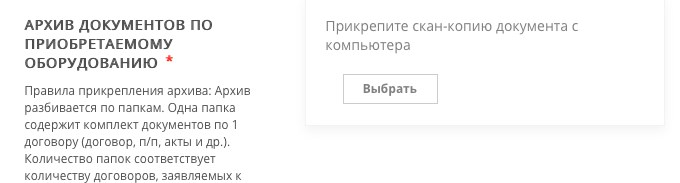 АРХИВ ДОКУМЕНТОВ ПО
ПРИОБРЕТАЕМОМУ
ОБОРУДОВАНИЮ *
Правила прикрепления архива: Архив
разбивается по папкам. Одна папка
содержит комплект документов по 1
договору (договор, п/п, акты и др.).
Количество папок соответствует
количеству договоров, заявляемых к
Прикрепите скан-копию документа с
компьютера
Выбрать